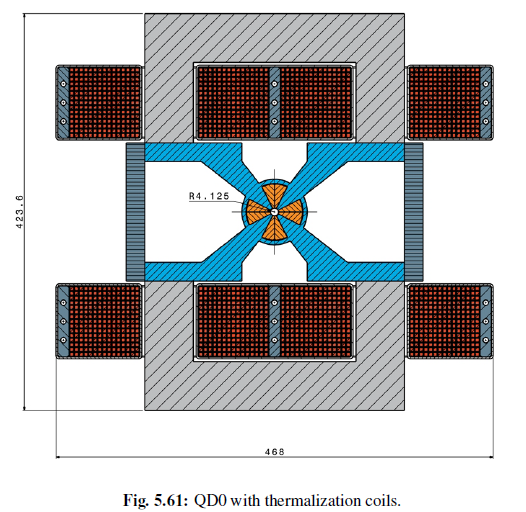 R4.125
423.6
468
Fig. 5.61: QD0 with thermalization coils.